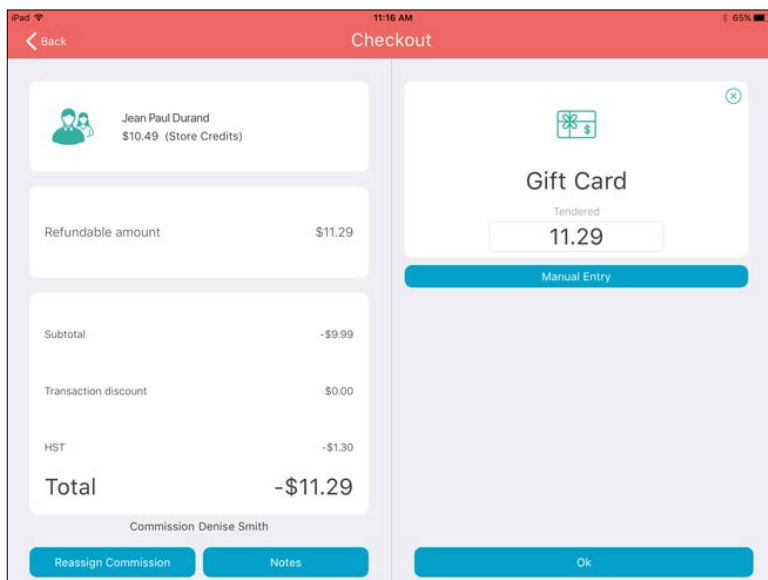 iPad 11:16 AM 65%
Back Checkout
Jean Paul Durand
$10.49 (Store Credits)
Refundable amount $11.29
Subtotal -$9.99
Transaction discount $0.00
HST -$1.30
Total -$11.29
Commission Denise Smith
Reassign Commission Notes
$
Gift Card
Tendered
11.29
Manual Entry
Ok